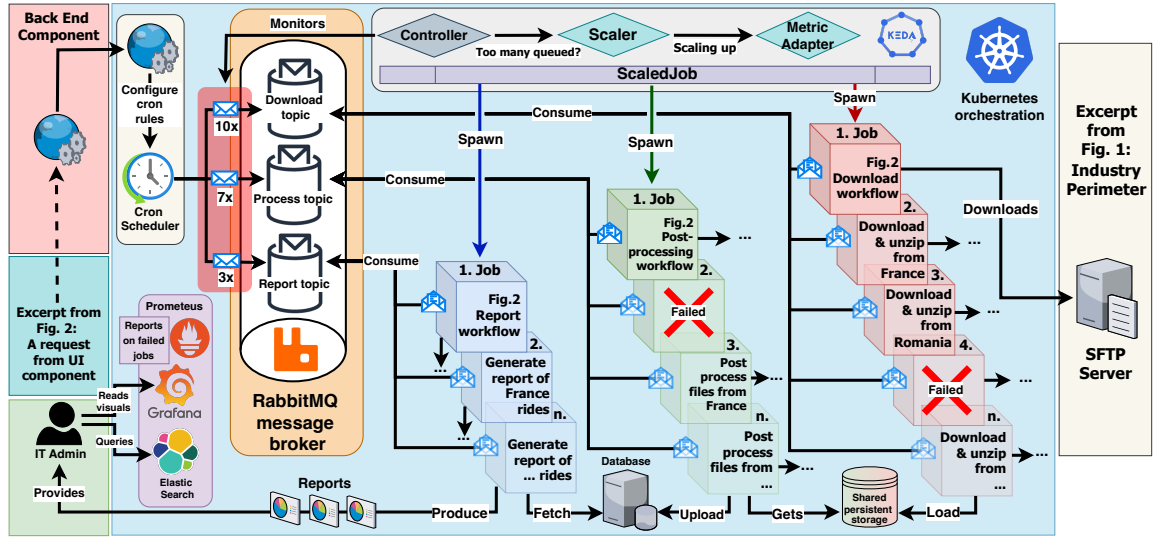 Back End
Component
Configure
cron
rules
Cron
Scheduler
Excerpt from
Fig. 2:
A request
from UI
component
Monitors
10x
7x
3x
Download
topic
Process topic
Report topic
RabbitMQ
message
broker
Controller
Too many queued?
Scaler
Scaling up
Metric
Adapter
KEDA
ScaledJob
Kubernetes
orchestration
Spawn
Spawn
Spawn
Consume
Consume
Consume
1. Job
Fig.2
Report
workflow
...
2.
Generate
report of
France
rides
...
n.
Generate
report of
... rides
1. Job
Fig.2
Post-
processing
workflow
...
2.
Failed
3.
Post
process
files from
France
...
n.
Post
process
files from
...
...
1. Job
Fig.2
Download
workflow
2.
Download
& unzip
from
France
...
3.
Download
& unzip
from
Romania
...
4.
Failed
...
n.
Download
& unzip
from
...
...
Downloads
Excerpt
from
Fig. 1:
Industry
Perimeter
SFTP
Server
Prometeus
Reports
on failed
jobs
Grafana
Elastic
Search
Reads
visuals
Queries
IT Admin
Provides
Reports
Produce
Fetch
Database
Upload
Gets
Shared
persistent
storage
Load